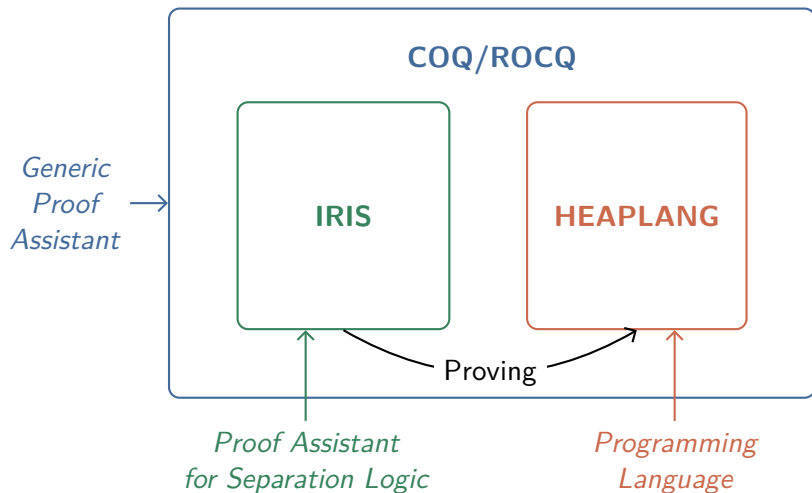 COQ/ROCQ
Generic
Proof
Assistant
IRIS
HEAPLANG
Proving
Proof Assistant
for Separation Logic
Programming
Language